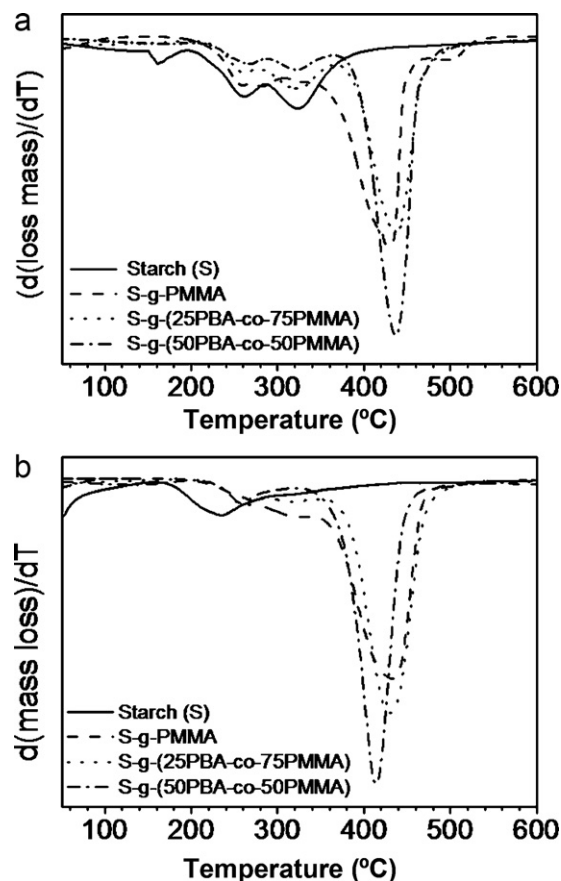 a
(d(loss mass)/(dT)
Starch (S)
S-g-PMMA
S-g-(25PBA-co-75PMMA)
S-g-(50PBA-co-50PMMA)
100 200 300 400 500 600
Temperature (ºC)
b
d(mass loss)/dT
Starch (S)
S-g-PMMA
S-g-(25PBA-co-75PMMA)
S-g-(50PBA-co-50PMMA)
100 200 300 400 500 600
Temperature (ºC)